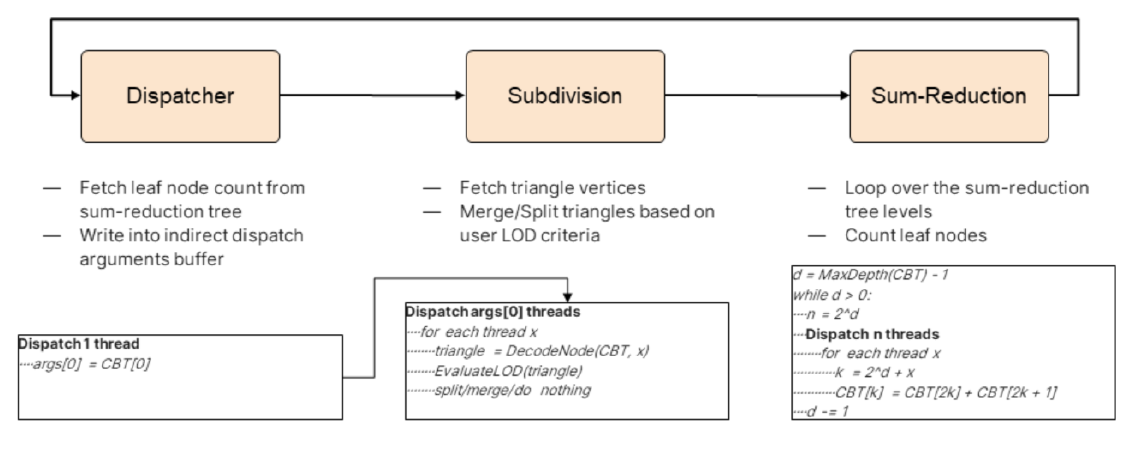 Dispatcher
Subdivision
Sum-Reduction
— Fetch leaf node count from
sum-reduction tree
— Write into indirect dispatch
arguments buffer
— Fetch triangle vertices
— Merge/Split triangles based on
user LOD criteria
— Loop over the sum-reduction
tree levels
— Count leaf nodes
Dispatch 1 thread
----args[0] = CBT[0]
Dispatch args[0] threads
----for each thread x
--------triangle = DecodeNode(CBT, x)
--------EvaluateLOD(triangle)
--------split/merge/do nothing
d = MaxDepth(CBT) - 1
while d > 0:
----n = 2^d
----Dispatch n threads
--------for each thread x
------------k = 2^d + x
------------CBT[k] = CBT[2k] + CBT[2k + 1]
----d -= 1